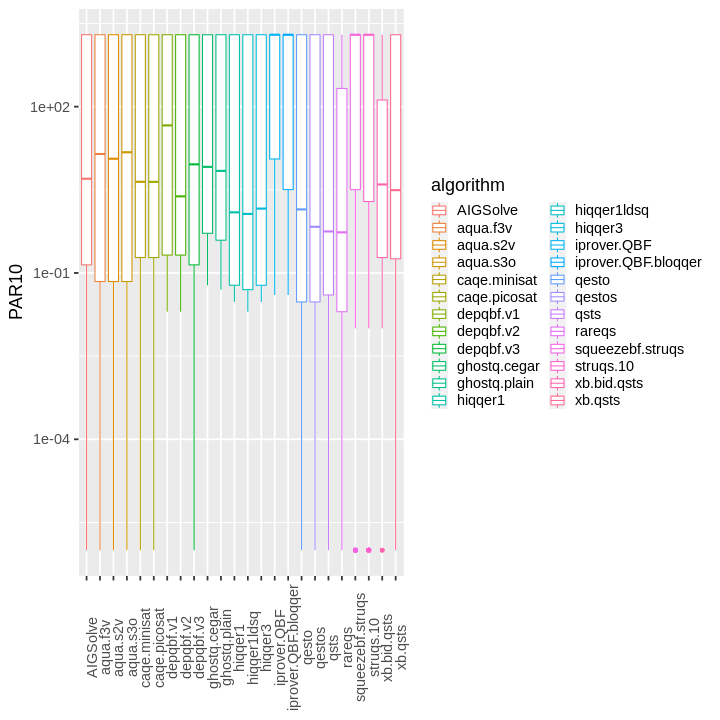 PAR10
1e+02
1e-01
1e-04
AIGSolve
aqua.f3v
aqua.s2v
aqua.s3o
caqe.minisat
caqe.picosat
depqbf.v1
depqbf.v2
depqbf.v3
ghostq.cegar
ghostq.plain
hiqqer1
hiqqer1ldsq
hiqqer3
iprover.QBF
iprover.QBF.bloqqer
qesto
qestos
qsts
rareqs
squeezebf.struqs
struqs.10
xb.bid.qsts
xb.qsts
algorithm
AIGSolve
aqua.f3v
aqua.s2v
aqua.s3o
caqe.minisat
caqe.picosat
depqbf.v1
depqbf.v2
depqbf.v3
ghostq.cegar
ghostq.plain
hiqqer1
hiqqer1ldsq
hiqqer3
iprover.QBF
iprover.QBF.bloqqer
qesto
qestos
qsts
rareqs
squeezebf.struqs
struqs.10
xb.bid.qsts
xb.qsts